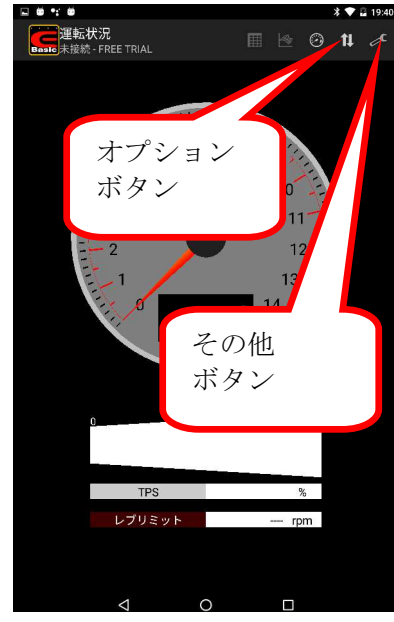 19:40
運転状況
Basic
未接続 - FREE TRIAL
オプション
ボタン
0
11
2
12
1
13
0
14
その他
ボタン
0
TPS %
レブリミット ---- rpm